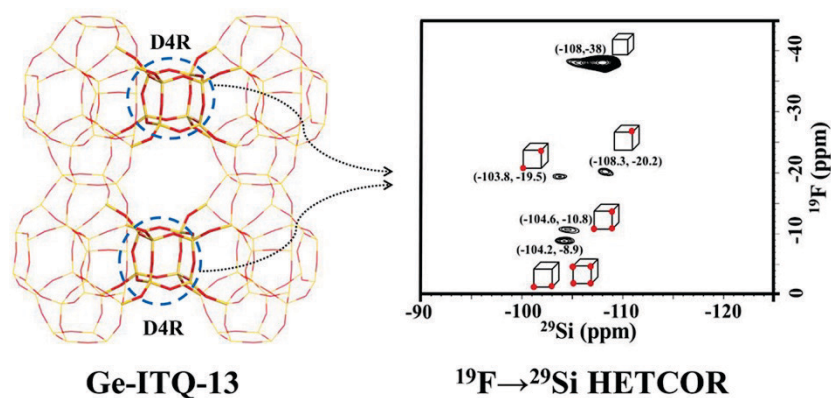 D4R
D4R
Ge-ITQ-13
(-108,-38)
(-108.3, -20.2)
(-103.8, -19.5)
(-104.6, -10.8)
(-104.2, -8.9)
-40
-30
-20
-10
0
¹⁹F (ppm)
-90 -100 -110 -120
²⁹Si (ppm)
¹⁹F→²⁹Si HETCOR